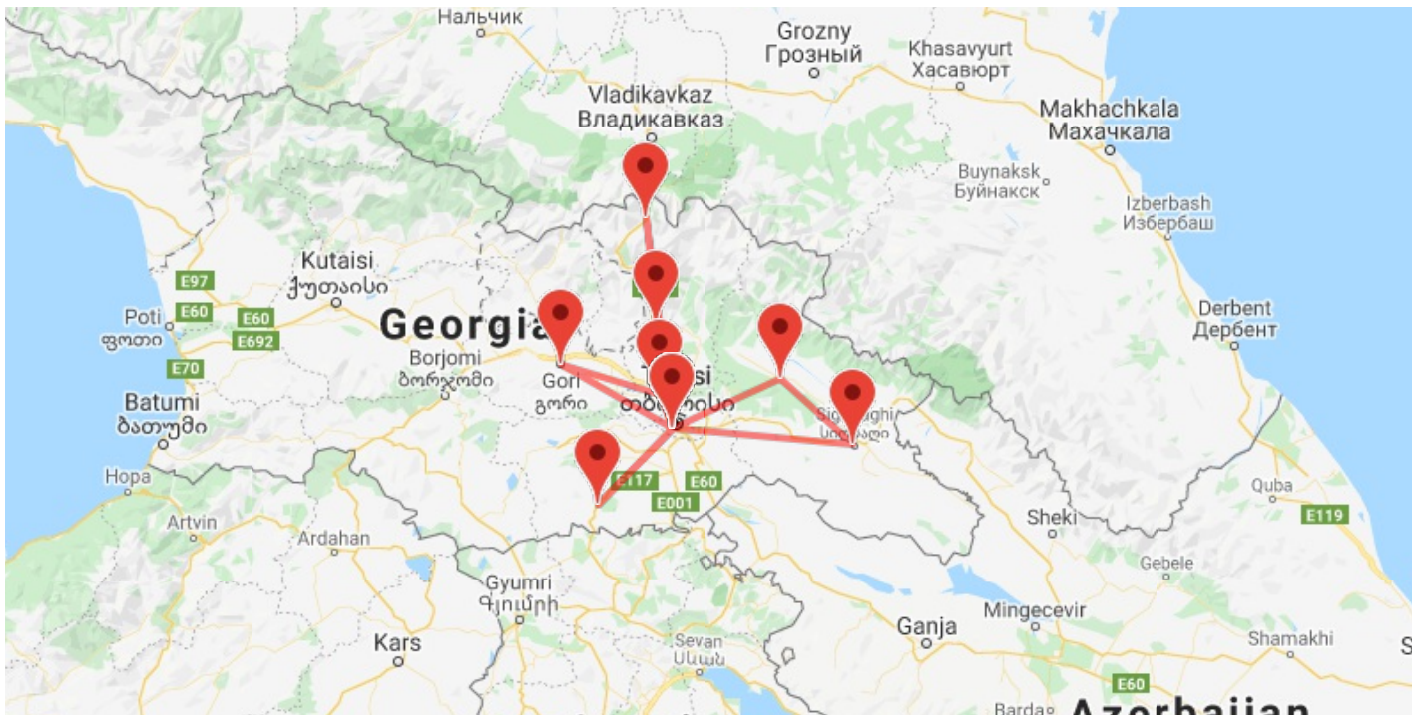 Нальчик
Grozny
Грозный
Khasavyurt
Хасавюрт
Vladikavkaz
Владикавказ
Makhachkala
Махачкала
Buynaksk
Буйнакск
Izberbash
Избербаш
Kutaisi
ქუთაისი
E97
E60
E60
E692
Poti
ფოთი
Georgia
Derbent
Дербент
E70
Borjomi
ბორჯომი
Gori
გორი
Batumi
ბათუმი
Hopa
E117
E60
E001
Quba
E119
Artvin
Ardahan
Sheki
Gebele
Gyumri
Գյումրի
Mingecevir
Kars
Ganja
Shamakhi
Sevan
Սևան
E60
Barda
Azerbaijan